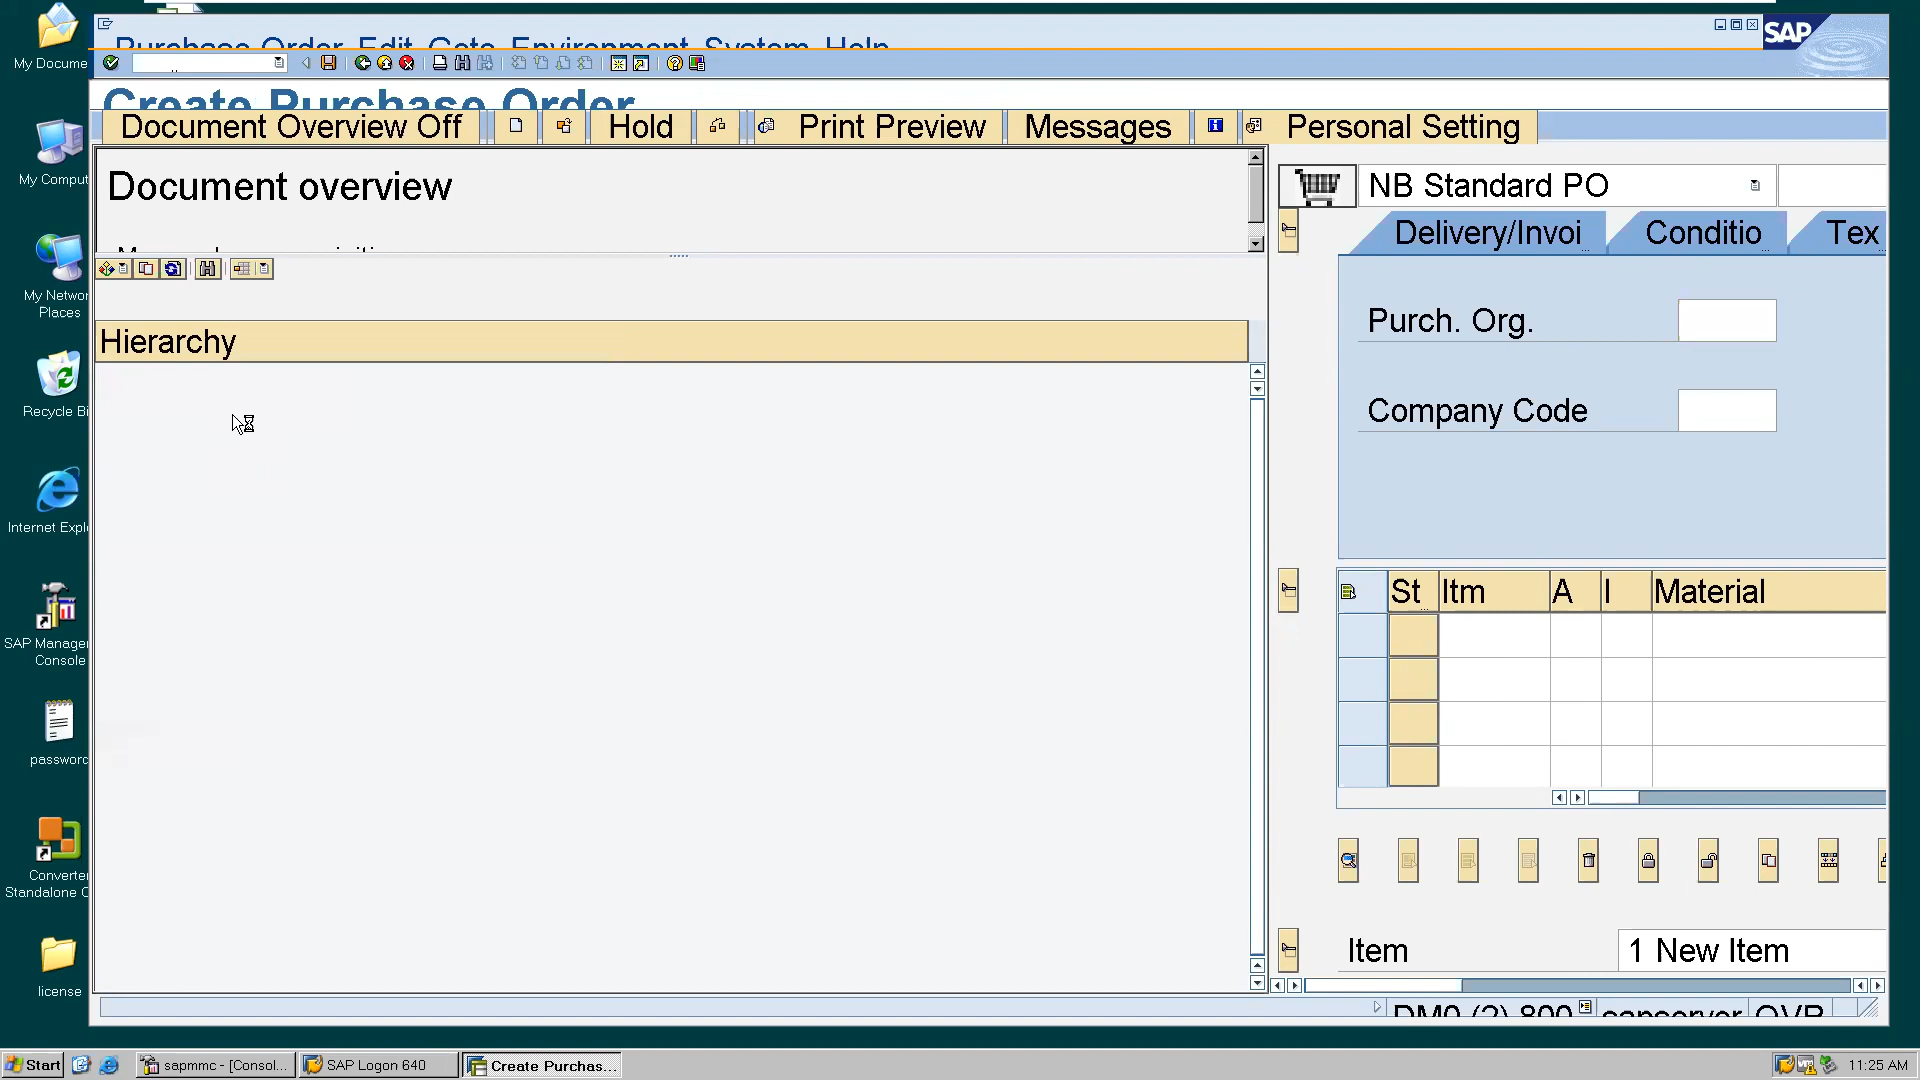 Purchase Order Edit Goto Environment System Help
SAP
Create Purchase Order
Document Overview Off Hold Print Preview Messages Personal Setting
Document overview
Hierarchy
NB Standard PO
Delivery/Invoi Conditio Tex
Purch. Org.
Company Code
St Itm A I Material
Item 1 New Item
DM0 (2) 800 sapserver OVR
My Docume
My Comput
My Networ
Places
Recycle Bi
Internet Explo
SAP Manager
Console
password
Converte
Standalone C
license
Start sapmmc - [Consol... SAP Logon 640 Create Purchas... 11:25 AM